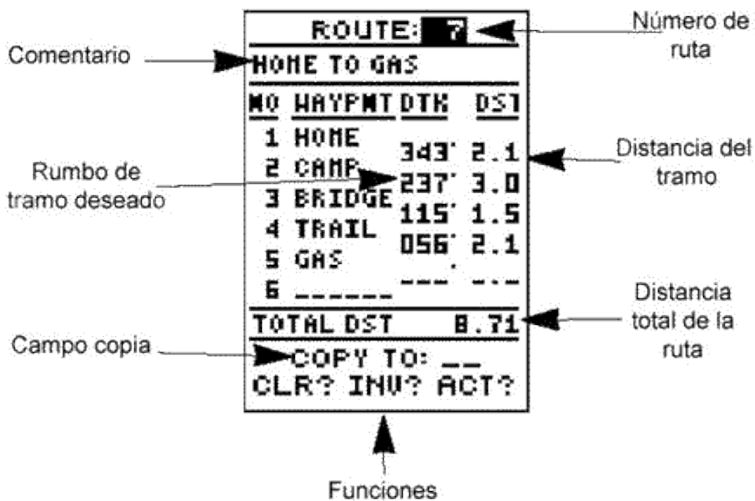 ROUTE: 7
Número de
ruta
Comentario
HOME TO GAS
NO WAYPNT DTK DST
1 HOME
343° 2.1
2 CAMP
237° 3.0
3 BRIDGE
115° 1.5
4 TRAIL
056° 2.1
5 GAS
---. --.-
6 ______
Rumbo de
tramo deseado
Distancia del
tramo
TOTAL DST 8.71
Distancia
total de la
ruta
Campo copia
COPY TO: __
CLR? INV? ACT?
Funciones